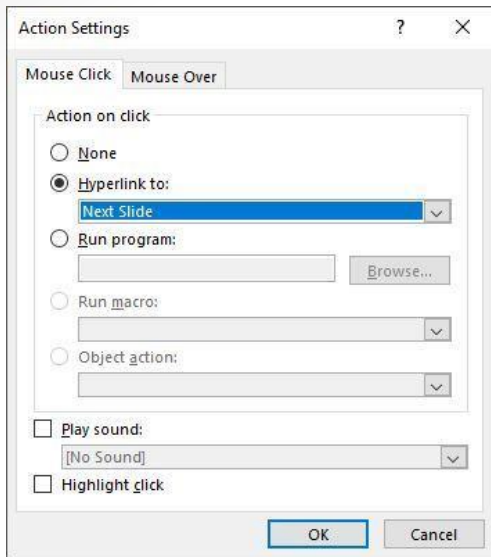 Action Settings ?
Mouse Click Mouse Over
Action on click
None
Hyperlink to:
Next Slide
Run program:
Browse...
Run macro:
Object action:
Play sound:
[No Sound]
Highlight click
OK Cancel